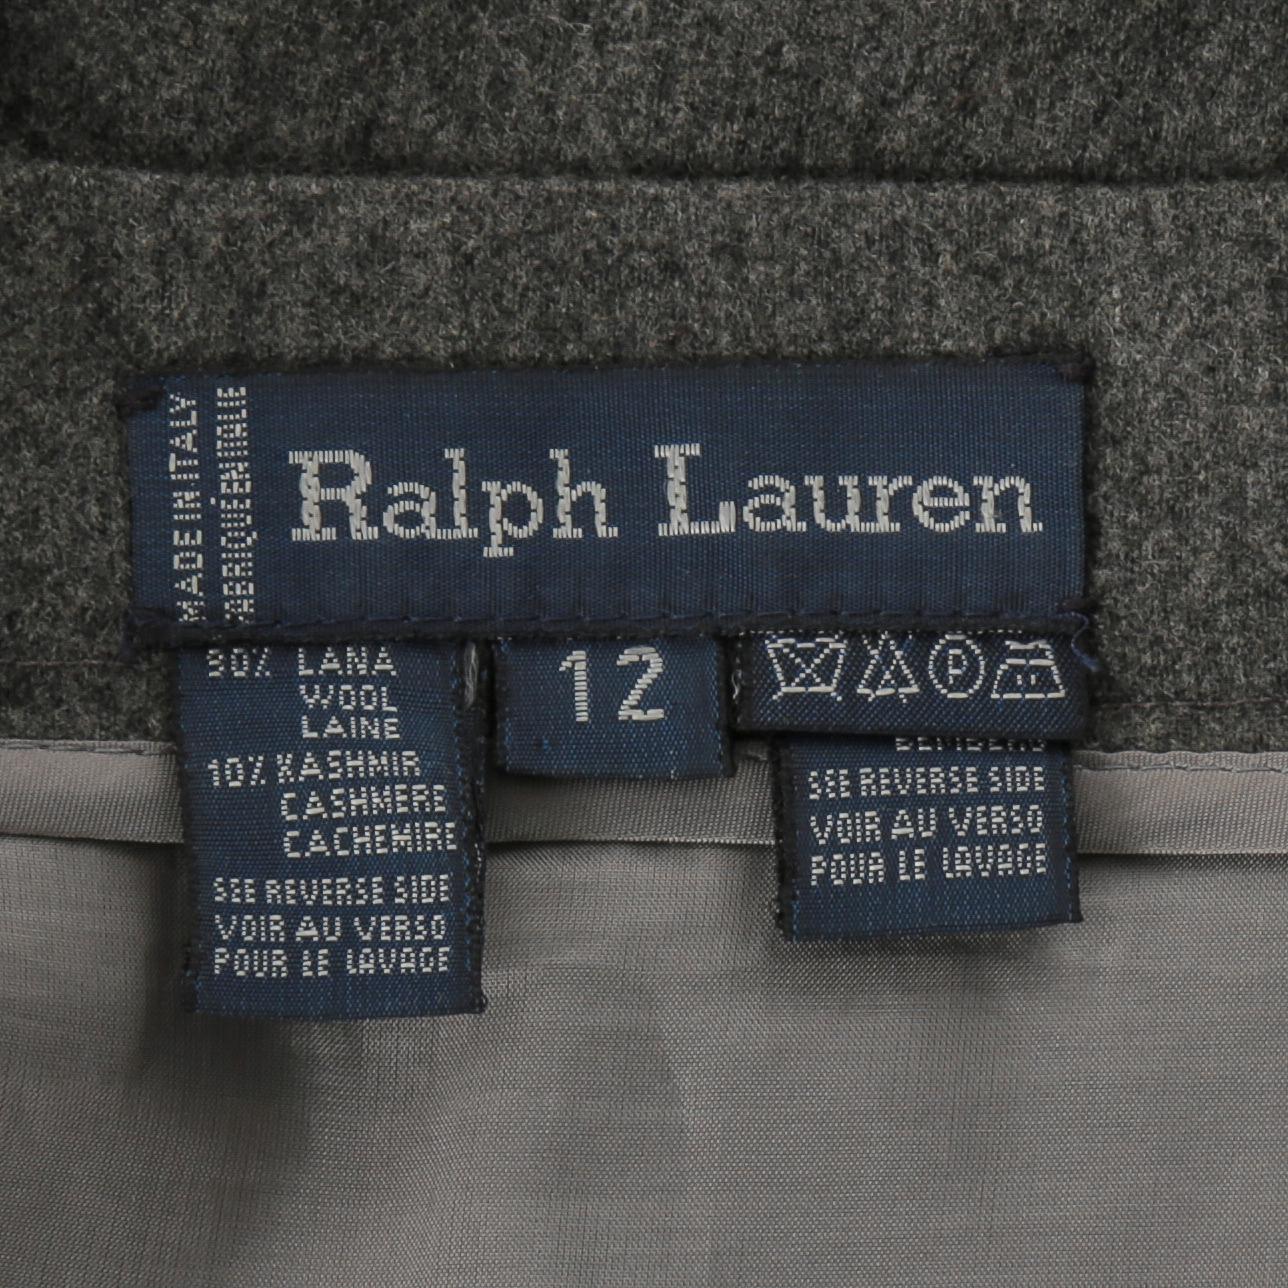 MADE IN ITALY
FABRIQUÉ EN ITALIE
Ralph Lauren
90% LANA
WOOL
LAINE
10% KASHMIR
CASHMERE
CACHEMIRE
SEE REVERSE SIDE
VOIR AU VERSO
POUR LE LAVAGE
12
P
BEMBERG
SEE REVERSE SIDE
VOIR AU VERSO
POUR LE LAVAGE